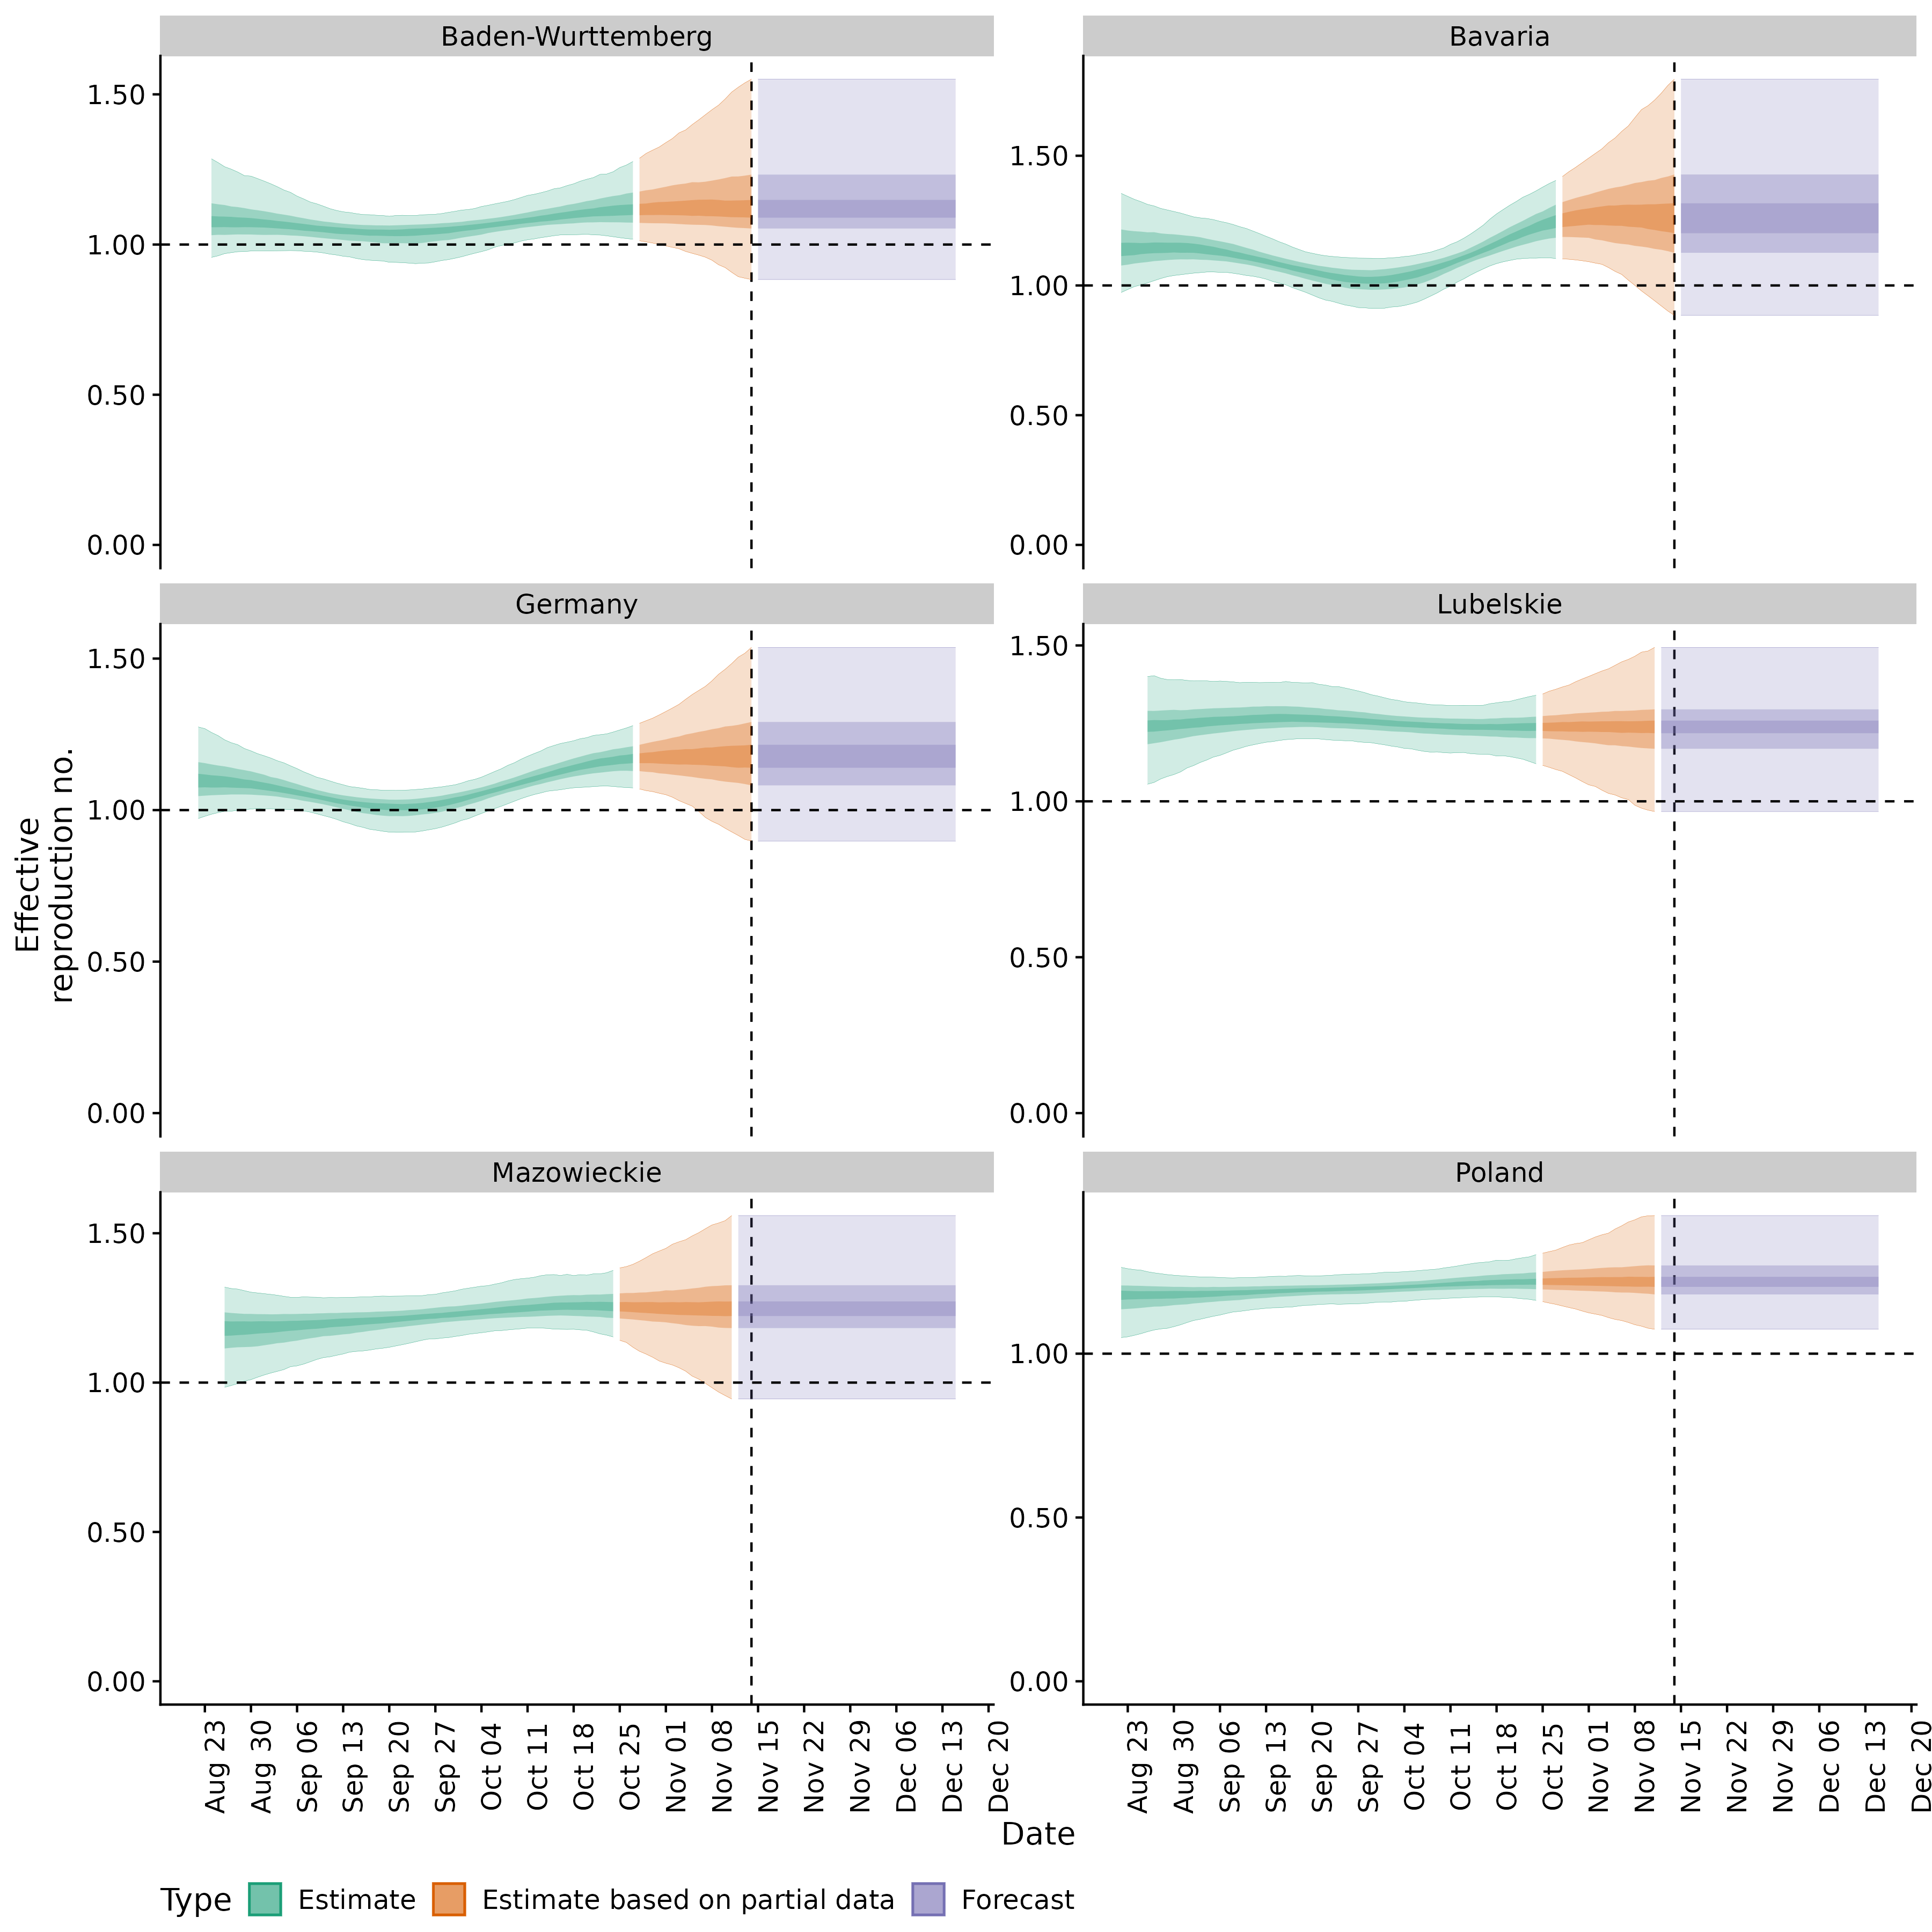 Baden-Wurttemberg
Bavaria
1.50
1.00
0.50
0.00
1.50
1.00
0.50
0.00
Germany
Lubelskie
1.50
1.00
0.50
0.00
1.50
1.00
0.50
0.00
Effective
reproduction no.
Mazowieckie
Poland
1.50
1.00
0.50
0.00
1.00
0.50
0.00
Aug 23
Aug 30
Sep 06
Sep 13
Sep 20
Sep 27
Oct 04
Oct 11
Oct 18
Oct 25
Nov 01
Nov 08
Nov 15
Nov 22
Nov 29
Dec 06
Dec 13
Dec 20
Aug 23
Aug 30
Sep 06
Sep 13
Sep 20
Sep 27
Oct 04
Oct 11
Oct 18
Oct 25
Nov 01
Nov 08
Nov 15
Nov 22
Nov 29
Dec 06
Dec 13
Dec 20
Date
Type Estimate Estimate based on partial data Forecast